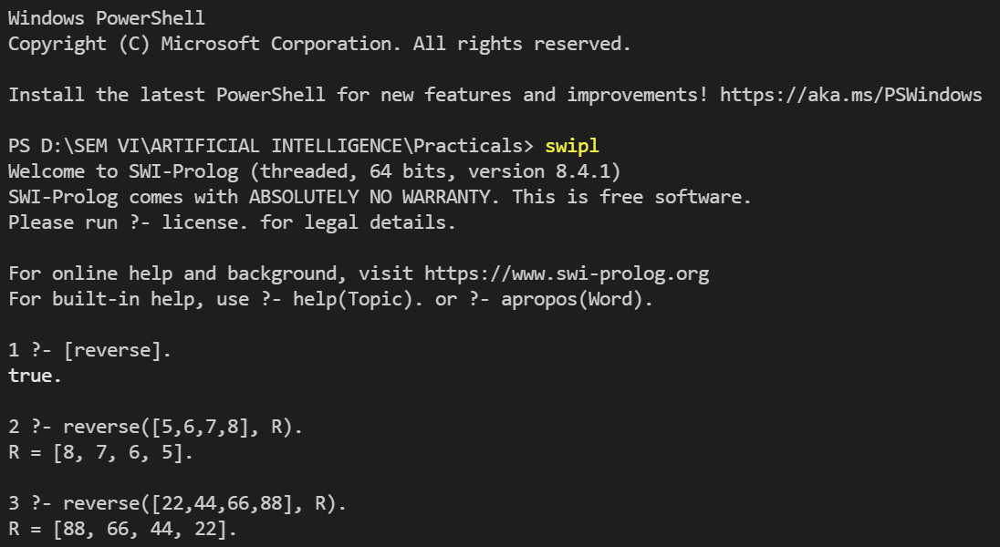 Windows PowerShell
Copyright (C) Microsoft Corporation. All rights reserved.
Install the latest PowerShell for new features and improvements! https://aka.ms/PSWindows
PS D:\SEM VI\ARTIFICIAL INTELLIGENCE\Practicals> swipl
Welcome to SWI-Prolog (threaded, 64 bits, version 8.4.1)
SWI-Prolog comes with ABSOLUTELY NO WARRANTY. This is free software.
Please run ?- license. for legal details.
For online help and background, visit https://www.swi-prolog.org
For built-in help, use ?- help(Topic). or ?- apropos(Word).
1 ?- [reverse].
true.
2 ?- reverse([5,6,7,8], R).
R = [8, 7, 6, 5].
3 ?- reverse([22,44,66,88], R).
R = [88, 66, 44, 22].